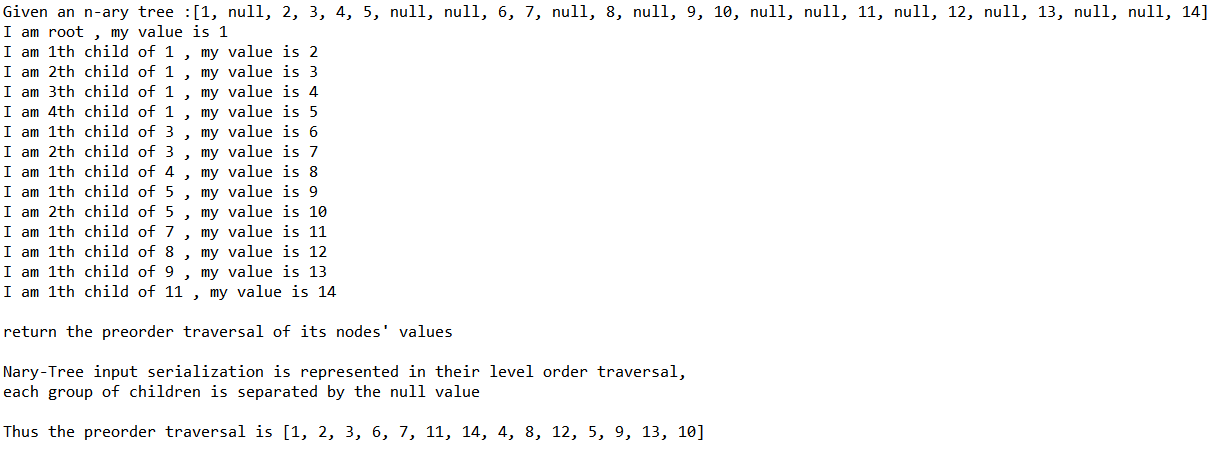 Given an n-ary tree :[1, null, 2, 3, 4, 5, null, null, 6, 7, null, 8, null, 9, 10, null, null, 11, null, 12, null, 13, null, null, 14]
I am root , my value is 1
I am 1th child of 1 , my value is 2
I am 2th child of 1 , my value is 3
I am 3th child of 1 , my value is 4
I am 4th child of 1 , my value is 5
I am 1th child of 3 , my value is 6
I am 2th child of 3 , my value is 7
I am 1th child of 4 , my value is 8
I am 1th child of 5 , my value is 9
I am 2th child of 5 , my value is 10
I am 1th child of 7 , my value is 11
I am 1th child of 8 , my value is 12
I am 1th child of 9 , my value is 13
I am 1th child of 11 , my value is 14
return the preorder traversal of its nodes' values
Nary-Tree input serialization is represented in their level order traversal,
each group of children is separated by the null value
Thus the preorder traversal is [1, 2, 3, 6, 7, 11, 14, 4, 8, 12, 5, 9, 13, 10]